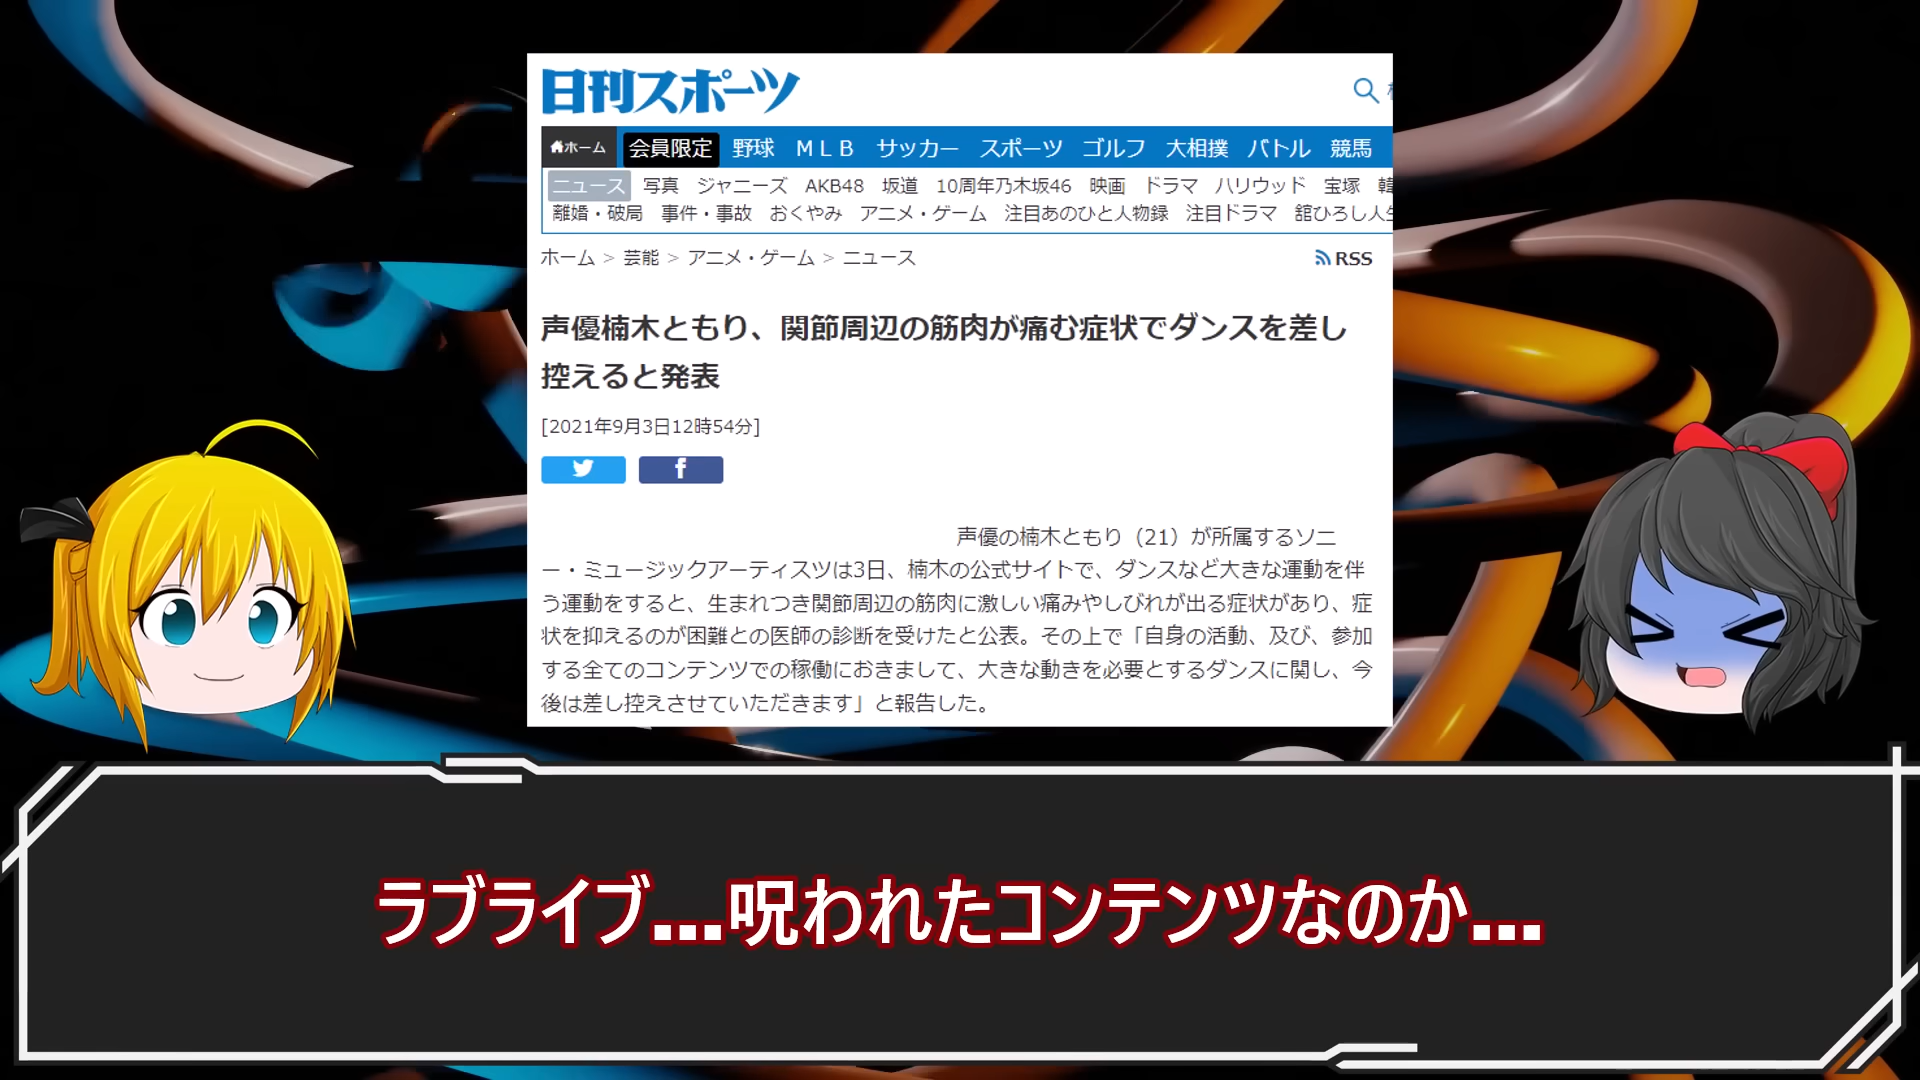 日刊スポーツ
ホーム 会員限定 野球 MLB サッカー スポーツ ゴルフ 大相撲 バトル 競馬
ニュース 写真 ジャニーズ AKB48 坂道 10周年乃木坂46 映画 ドラマ ハリウッド 宝塚 韓
離婚・破局 事件・事故 おくやみ アニメ・ゲーム 注目あのひと人物録 注目ドラマ 舘ひろし人生
ホーム > 芸能 > アニメ・ゲーム > ニュース RSS
声優楠木ともり、関節周辺の筋肉が痛む症状でダンスを差し
控えると発表
[2021年9月3日12時54分]
声優の楠木ともり（21）が所属するソニ
ー・ミュージックアーティスツは3日、楠木の公式サイトで、ダンスなど大きな運動を伴
う運動をすると、生まれつき関節周辺の筋肉に激しい痛みやしびれが出る症状があり、症
状を抑えるのが困難との医師の診断を受けたと公表。その上で「自身の活動、及び、参加
する全てのコンテンツでの稼働におきまして、大きな動きを必要とするダンスに関し、今
後は差し控えさせていただきます」と報告した。
ラブライブ...呪われたコンテンツなのか...